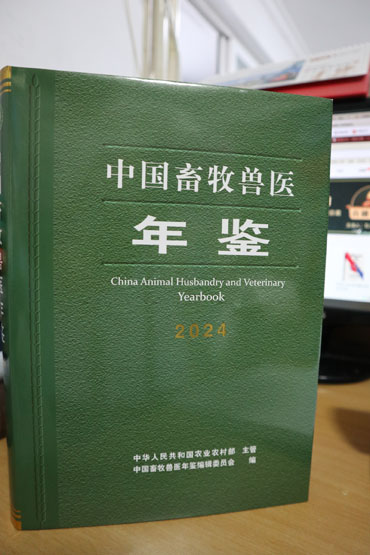 中国畜牧兽医
年鉴
China Animal Husbandry and Veterinary
Yearbook
2024
中华人民共和国农业农村部 主管
中国畜牧兽医年鉴编辑委员会 编